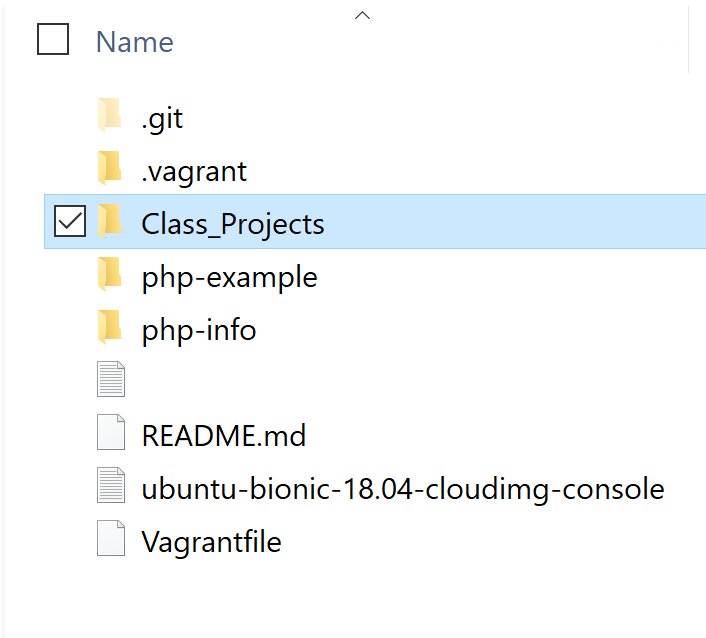 Name
.git
.vagrant
Class_Projects
php-example
php-info
README.md
ubuntu-bionic-18.04-cloudimg-console
Vagrantfile